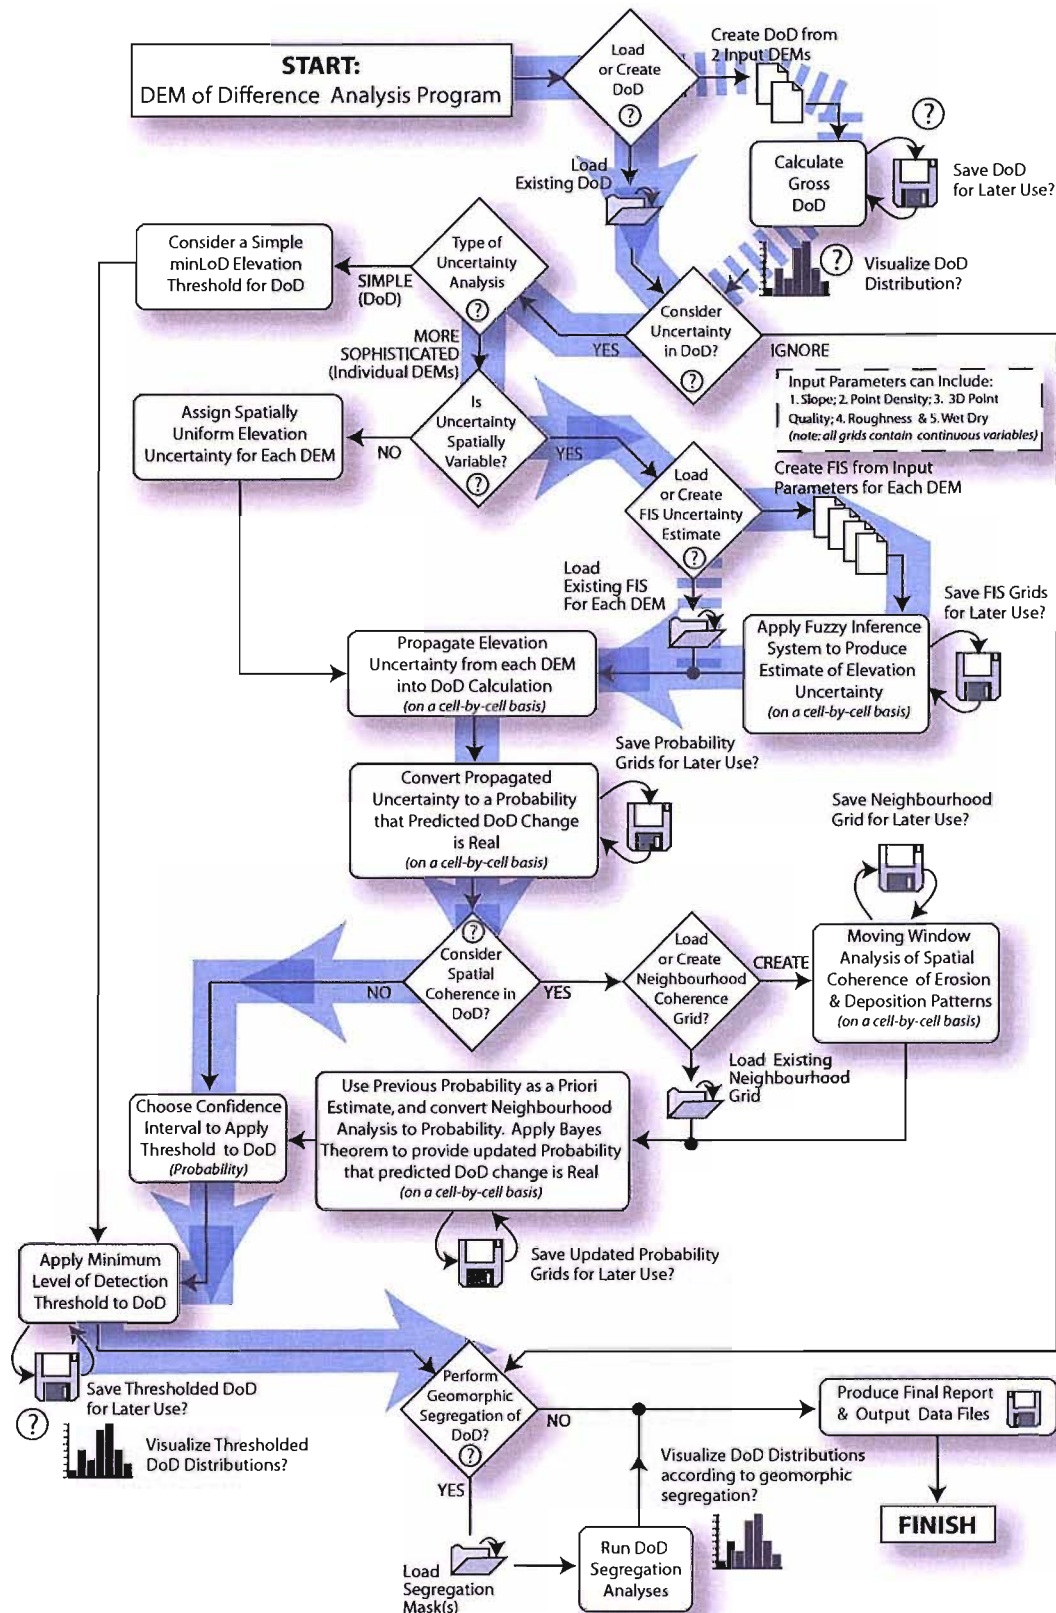 START:
DEM of Difference Analysis Program
Load
or Create
DoD
?
Create DoD from
2 Input DEMs
Load
Existing DoD
Calculate
Gross
DoD
?
Save DoD
for Later Use?
?
Visualize DoD
Distribution?
Consider a Simple
minLoD Elevation
Threshold for DoD
Type of
Uncertainty
Analysis
?
SIMPLE
(DoD)
Consider
Uncertainty
in DoD?
?
YES
IGNORE
MORE
SOPHISTICATED
(Individual DEMs)
Input Parameters can Include:
1. Slope; 2. Point Density; 3. 3D Point
Quality; 4. Roughness & 5. Wet Dry
(note: all grids contain continuous variables)
Assign Spatially
Uniform Elevation
Uncertainty for Each DEM
NO
Is
Uncertainty
Spatially
Variable?
?
YES
Load
or Create
FIS Uncertainty
Estimate
?
Create FIS from Input
Parameters for Each DEM
Load
Existing FIS
For Each DEM
Save FIS Grids
for Later Use?
Propagate Elevation
Uncertainty from each DEM
into DoD Calculation
(on a cell-by-cell basis)
Apply Fuzzy Inference
System to Produce
Estimate of Elevation
Uncertainty
(on a cell-by-cell basis)
Save Probability
Grids for Later Use?
Convert Propagated
Uncertainty to a Probability
that Predicted DoD Change
is Real
(on a cell-by-cell basis)
Save Neighbourhood
Grid for Later Use?
?
Consider
Spatial
Coherence in
DoD?
NO
YES
Load
or Create
Neighbourhood
Coherence
Grid?
CREATE
Moving Window
Analysis of Spatial
Coherence of Erosion
& Deposition Patterns
(on a cell-by-cell basis)
Load Existing
Neighbourhood
Grid
Choose Confidence
Interval to Apply
Threshold to DoD
(Probability)
Use Previous Probability as a Priori
Estimate, and convert Neighbourhood
Analysis to Probability. Apply Bayes
Theorem to provide updated Probability
that predicted DoD change is Real
(on a cell-by-cell basis)
Save Updated Probability
Grids for Later Use?
Apply Minimum
Level of Detection
Threshold to DoD
Save Thresholded DoD
for Later Use?
?
Visualize Thresholded
DoD Distributions?
Perform
Geomorphic
Segregation of
DoD?
?
NO
YES
Produce Final Report
& Output Data Files
Visualize DoD Distributions
according to geomorphic
segregation?
FINISH
Load
Segregation
Mask(s)
Run DoD
Segregation
Analyses